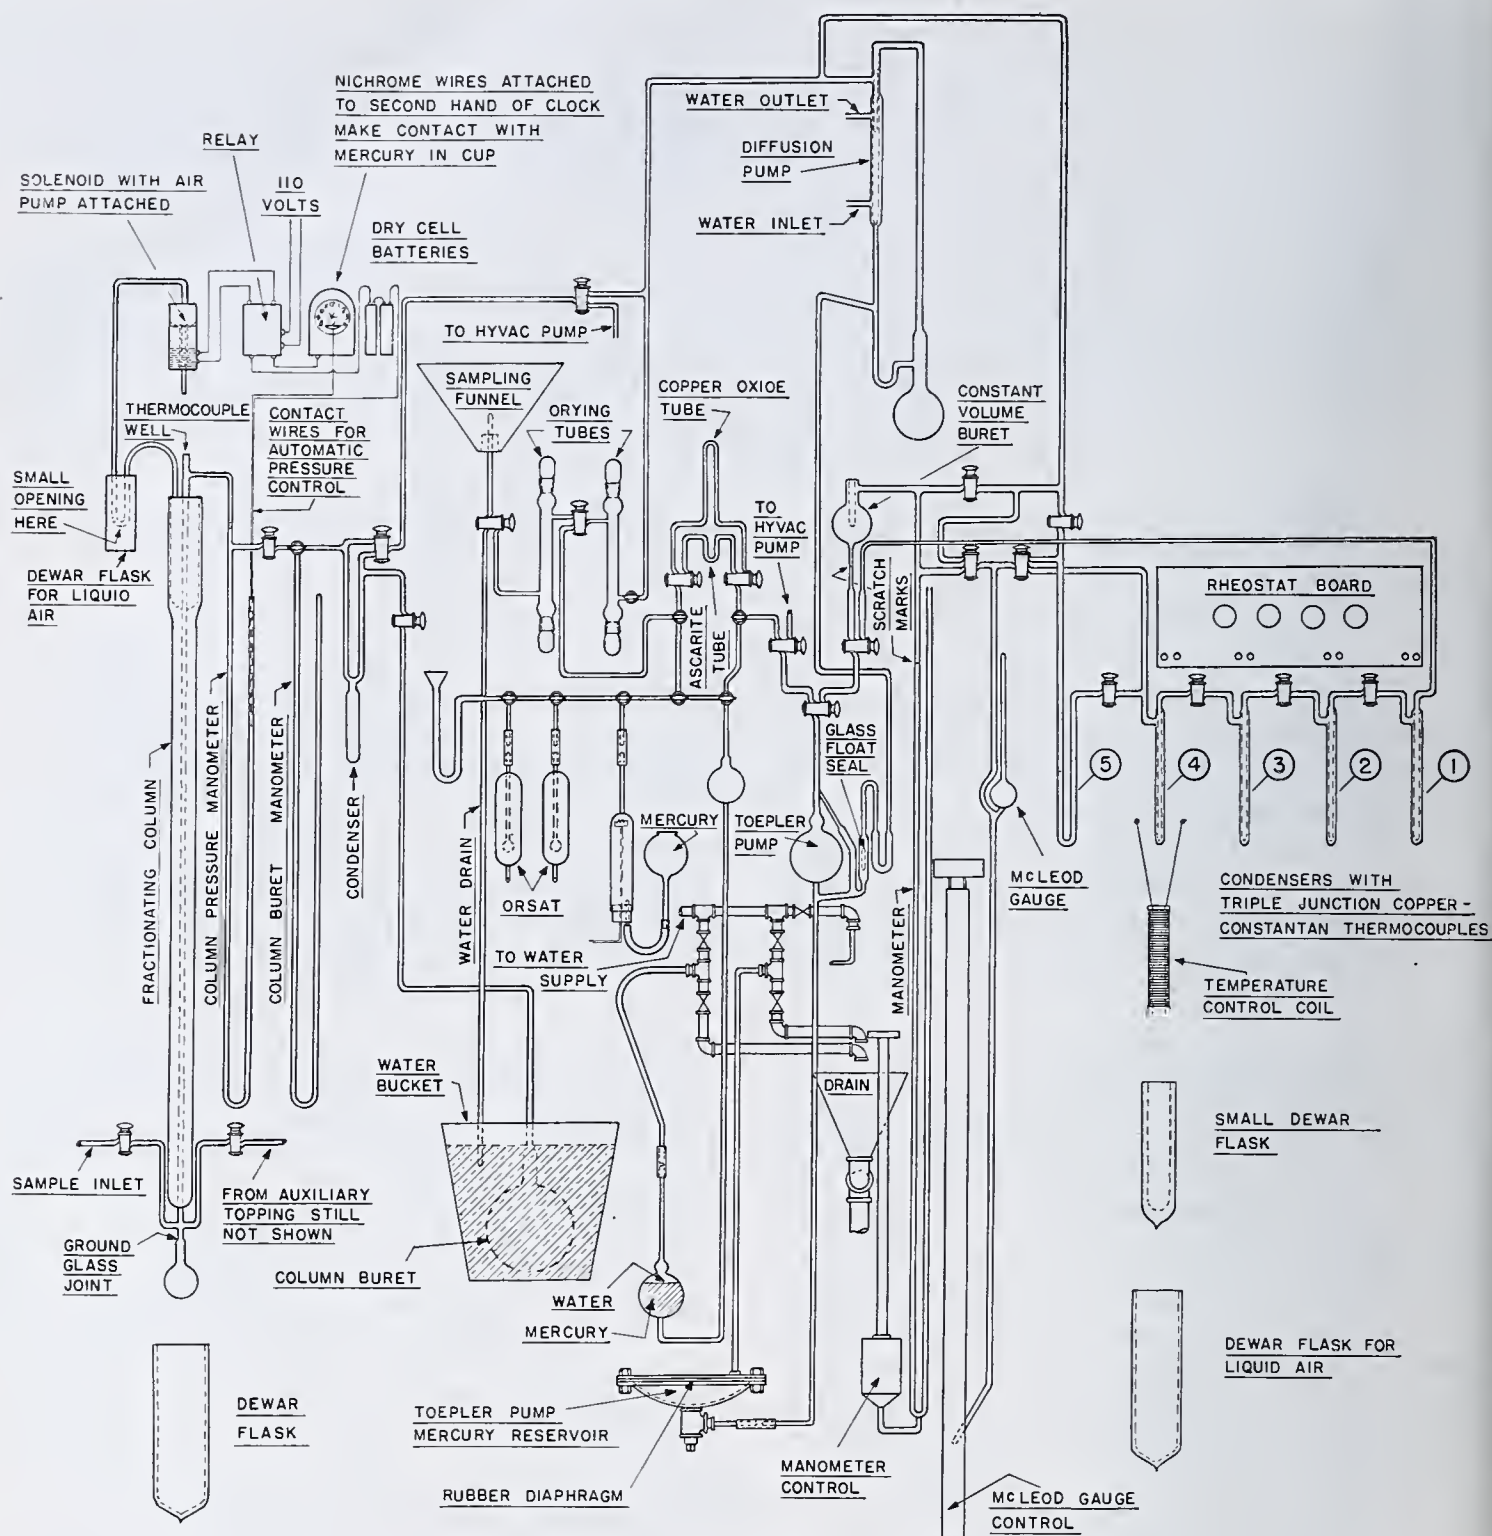 NICHROME WIRES ATTACHED
TO SECOND HAND OF CLOCK
MAKE CONTACT WITH
MERCURY IN CUP
RELAY
SOLENOID WITH AIR
PUMP ATTACHED
110
VOLTS
DRY CELL
BATTERIES
WATER OUTLET
DIFFUSION
PUMP
WATER INLET
TO HYVAC PUMP
SAMPLING
FUNNEL
ORYING
TUBES
COPPER OXIOE
TUBE
CONSTANT
VOLUME
BURET
THERMOCOUPLE
WELL
CONTACT
WIRES FOR
AUTOMATIC
PRESSURE
CONTROL
SMALL
OPENING
HERE
DEWAR FLASK
FOR LIQUIO
AIR
TO
HYVAC
PUMP
ASCARITE
TUBE
SCRATCH
MARKS
RHEOSTAT BOARD
FRACTIONATING COLUMN
COLUMN PRESSURE MANOMETER
COLUMN BURET MANOMETER
CONDENSER
WATER DRAIN
ORSAT
MERCURY
TOEPLER
PUMP
GLASS
FLOAT
SEAL
MANOMETER
McLEOD
GAUGE
5
4
3
2
1
CONDENSERS WITH
TRIPLE JUNCTION COPPER-
CONSTANTAN THERMOCOUPLES
TEMPERATURE
CONTROL COIL
TO WATER
SUPPLY
WATER
BUCKET
DRAIN
SMALL DEWAR
FLASK
SAMPLE INLET
FROM AUXILIARY
TOPPING STILL
NOT SHOWN
GROUND
GLASS
JOINT
COLUMN BURET
WATER
MERCURY
DEWAR FLASK FOR
LIQUID AIR
DEWAR
FLASK
TOEPLER PUMP
MERCURY RESERVOIR
RUBBER DIAPHRAGM
MANOMETER
CONTROL
McLEOD GAUGE
CONTROL